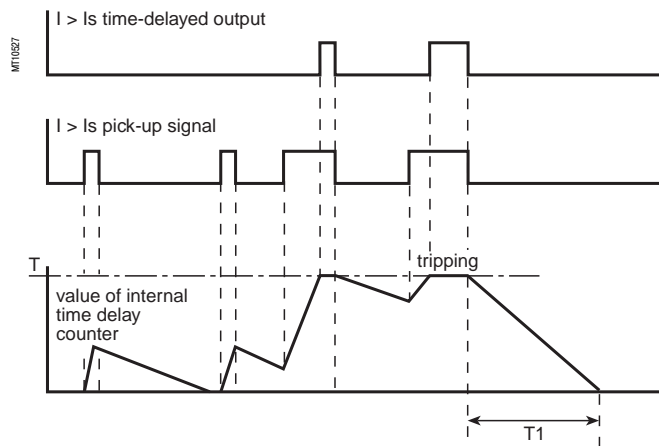 I > Is time-delayed output
MT10527
I > Is pick-up signal
T
tripping
value of internal
time delay
counter
T1